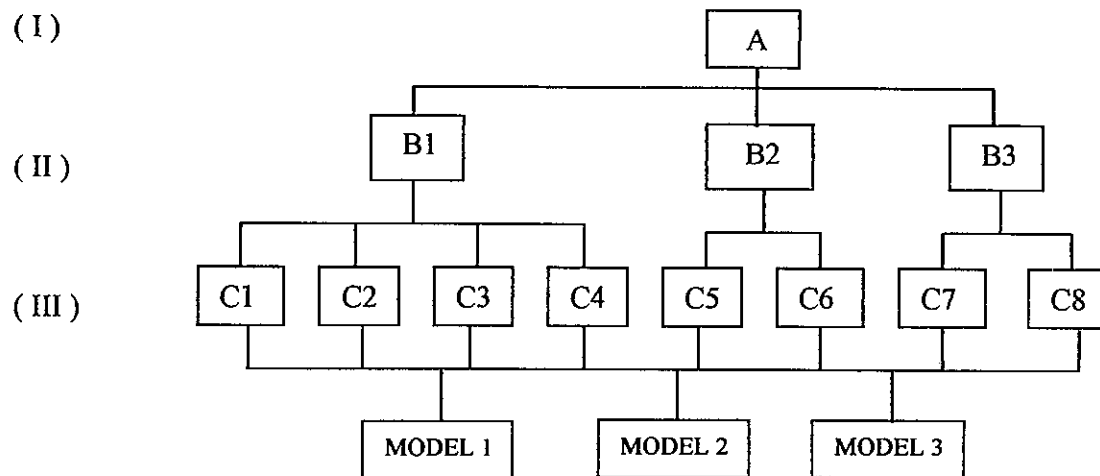 ( I )
A
( II )
B1
B2
B3
( III )
C1
C2
C3
C4
C5
C6
C7
C8
MODEL 1
MODEL 2
MODEL 3